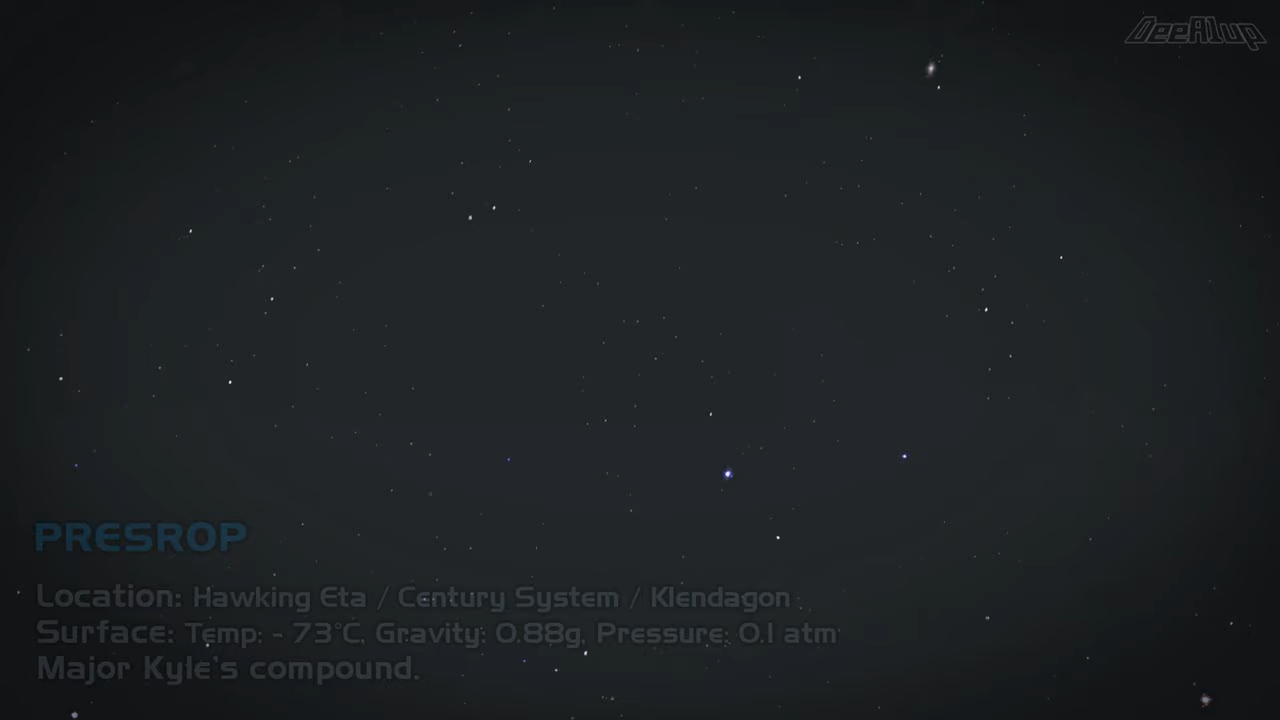 DeeA1up
PRESROP
Location: Hawking Eta / Century System / Klendagon
Surface: Temp: - 73°C, Gravity: 0.88g, Pressure: 0.1 atm
Major Kyle's compound.